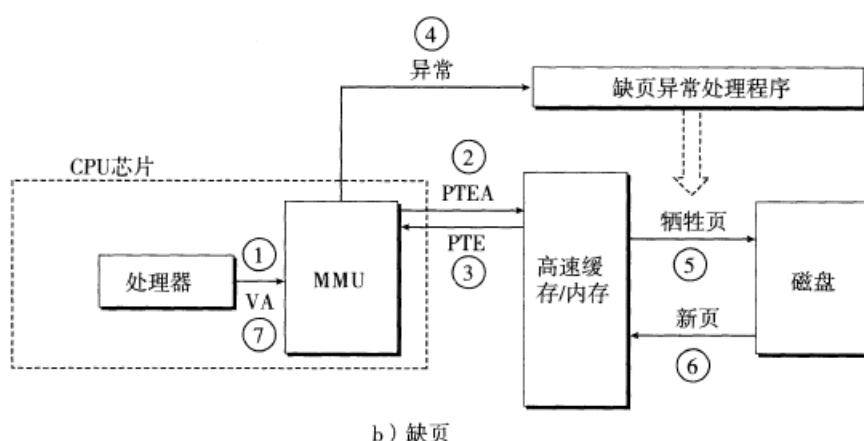 ④
异常
缺页异常处理程序
CPU芯片
②
PTEA
PTE
③
①
处理器
VA
⑦
MMU
高速缓
存/内存
牺牲页
⑤
新页
⑥
磁盘
b）缺页